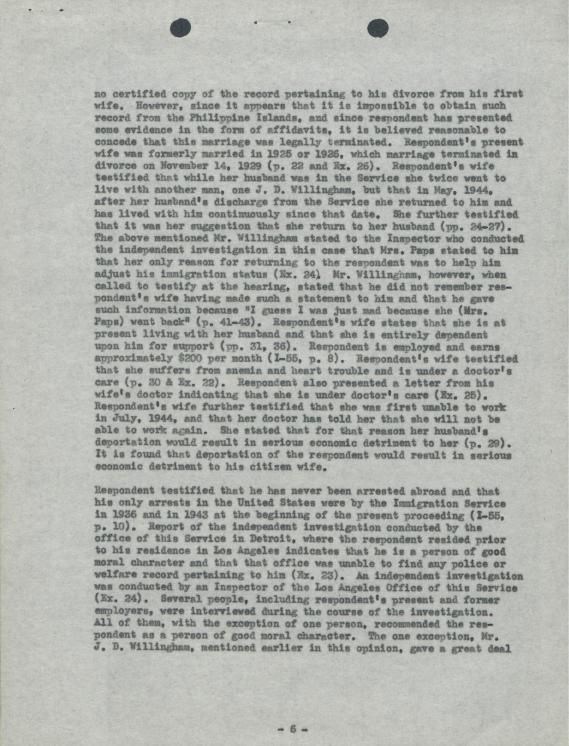 no certified copy of the record pertaining to his divorce from his first
wife. However, since it appears that it is impossible to obtain such
record from the Philippine Islands, and since respondent has presented
some evidence in the form of affidavits, it is believed reasonable to
concede that this marriage was legally terminated. Respondent's present
wife was formerly married in 1925 or 1926, which marriage terminated in
divorce on November 14, 1929 (p. 22 and Ex. 26). Respondent's wife
testified that while her husband was in the Service she twice went to
live with another man, one J. D. Willingham, but that in May, 1944,
after her husband's discharge from the Service she returned to him and
has lived with him continuously since that date. She further testified
that it was her suggestion that she return to her husband (pp. 24-27).
The above mentioned Mr. Willingham stated to the Inspector who conducted
the independent investigation in this case that Mrs. Paps stated to him
that her only reason for returning to the respondent was to help him
adjust his immigration status (Ex. 24) Mr. Willingham, however, when
called to testify at the hearing, stated that he did not remember res-
pondent's wife having made such a statement to him and that he gave
such information because "I guess I was just mad because she (Mrs.
Paps) went back" (p. 41-43). Respondent's wife states that she is at
present living with her husband and that she is entirely dependent
upon him for support (pp. 31, 36). Respondent is employed and earns
approximately $200 per month (I-55, p. 8). Respondent's wife testified
that she suffers from anemia and heart trouble and is under a doctor's
care (p. 30 & Ex. 22). Respondent also presented a letter from his
wife's doctor indicating that she is under doctor's care (Ex. 25).
Respondent's wife further testified that she was first unable to work
in July, 1944, and that her doctor has told her that she will not be
able to work again. She stated that for that reason her husband's
deportation would result in serious economic detriment to her (p. 29).
It is found that deportation of the respondent would result in serious
economic detriment to his citizen wife.
Respondent testified that he has never been arrested abroad and that
his only arrests in the United States were by the Immigration Service
in 1936 and in 1943 at the beginning of the present proceeding (I-55,
p. 10). Report of the independent investigation conducted by the
office of this Service in Detroit, where the respondent resided prior
to his residence in Los Angeles indicates that he is a person of good
moral character and that that office was unable to find any police or
welfare record pertaining to him (Ex. 23). An independent investigation
was conducted by an Inspector of the Los Angeles Office of this Service
(Ex. 24). Several people, including respondent's present and former
employers, were interviewed during the course of the investigation.
All of them, with the exception of one person, recommended the res-
pondent as a person of good moral character. The one exception, Mr.
J. D. Willingham, mentioned earlier in this opinion, gave a great deal
- 6 -